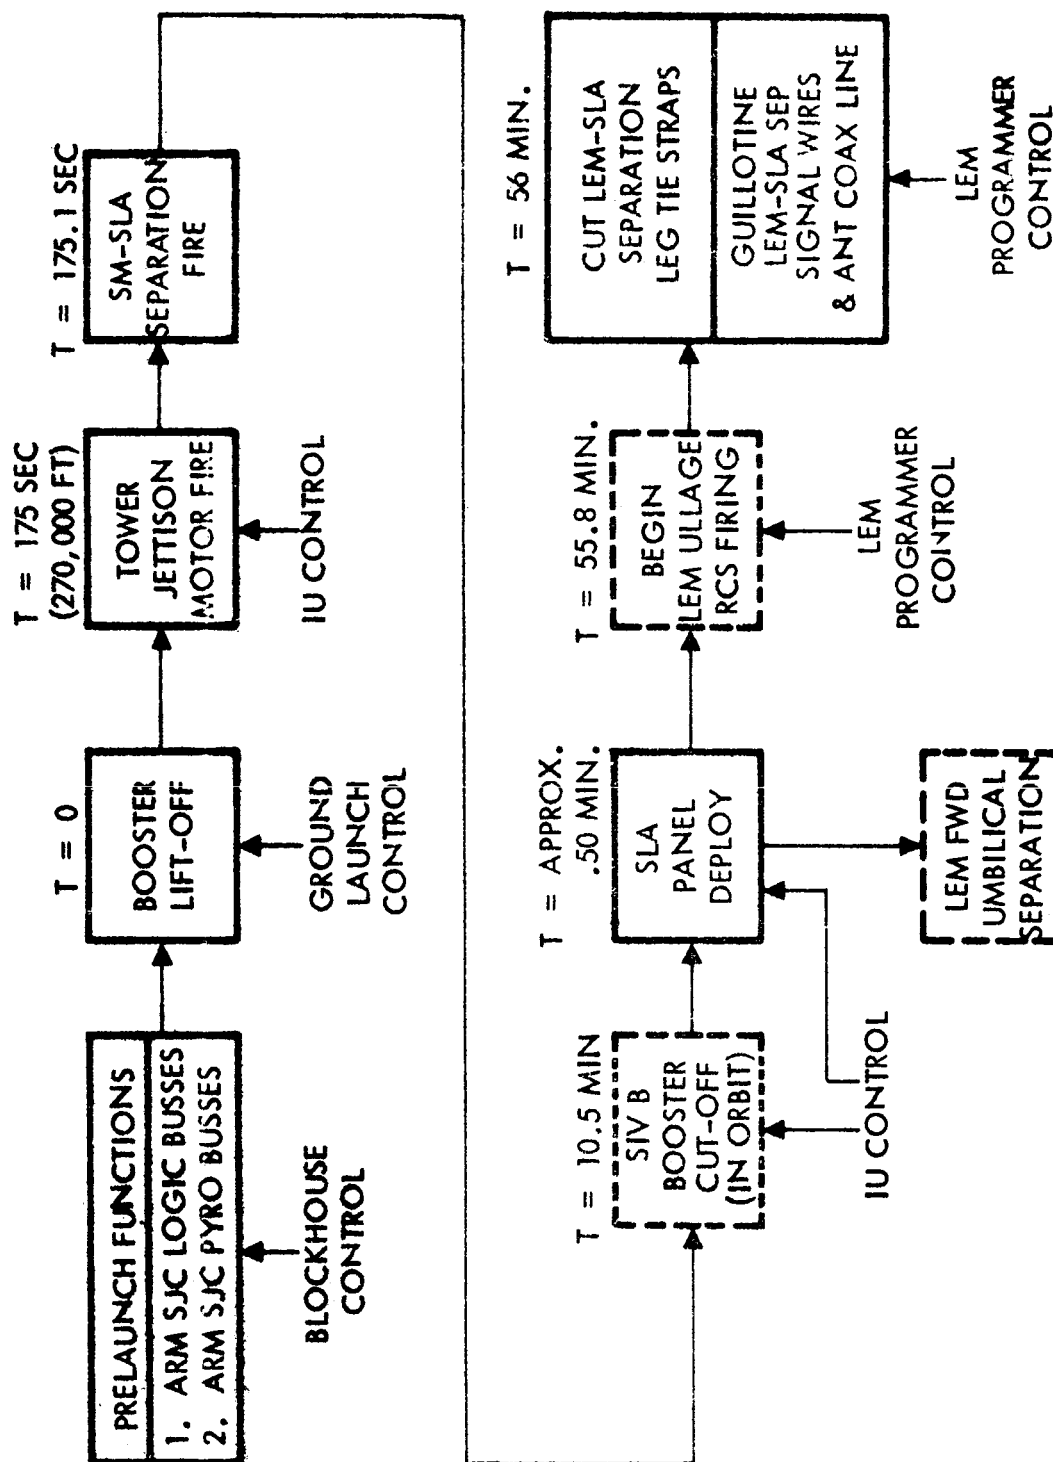 PRELAUNCH FUNCTIONS
1. ARM SJC LOGIC BUSSES
2. ARM SJC PYRO BUSSES
BLOCKHOUSE
CONTROL
T = 0
BOOSTER
LIFT-OFF
GROUND
LAUNCH
CONTROL
T = 175 SEC
(270,000 FT)
TOWER
JETTISON
MOTOR FIRE
IU CONTROL
T = 175.1 SEC
SM-SLA
SEPARATION
FIRE
T = 10.5 MIN
SIV B
BOOSTER
CUT-OFF
(IN ORBIT)
IU CONTROL
T = APPROX.
.50 MIN.
SLA
PANEL
DEPLOY
LEM FWD
UMBILICAL
SEPARATION
T = 55.8 MIN.
BEGIN
LEM ULLAGE
RCS FIRING
LEM
PROGRAMMER
CONTROL
T = 56 MIN.
CUT LEM-SLA
SEPARATION
LEG TIE STRAPS
GUILLOTINE
LEM-SLA SEP
SIGNAL WIRES
& ANT COAX LINE
LEM
PROGRAMMER
CONTROL